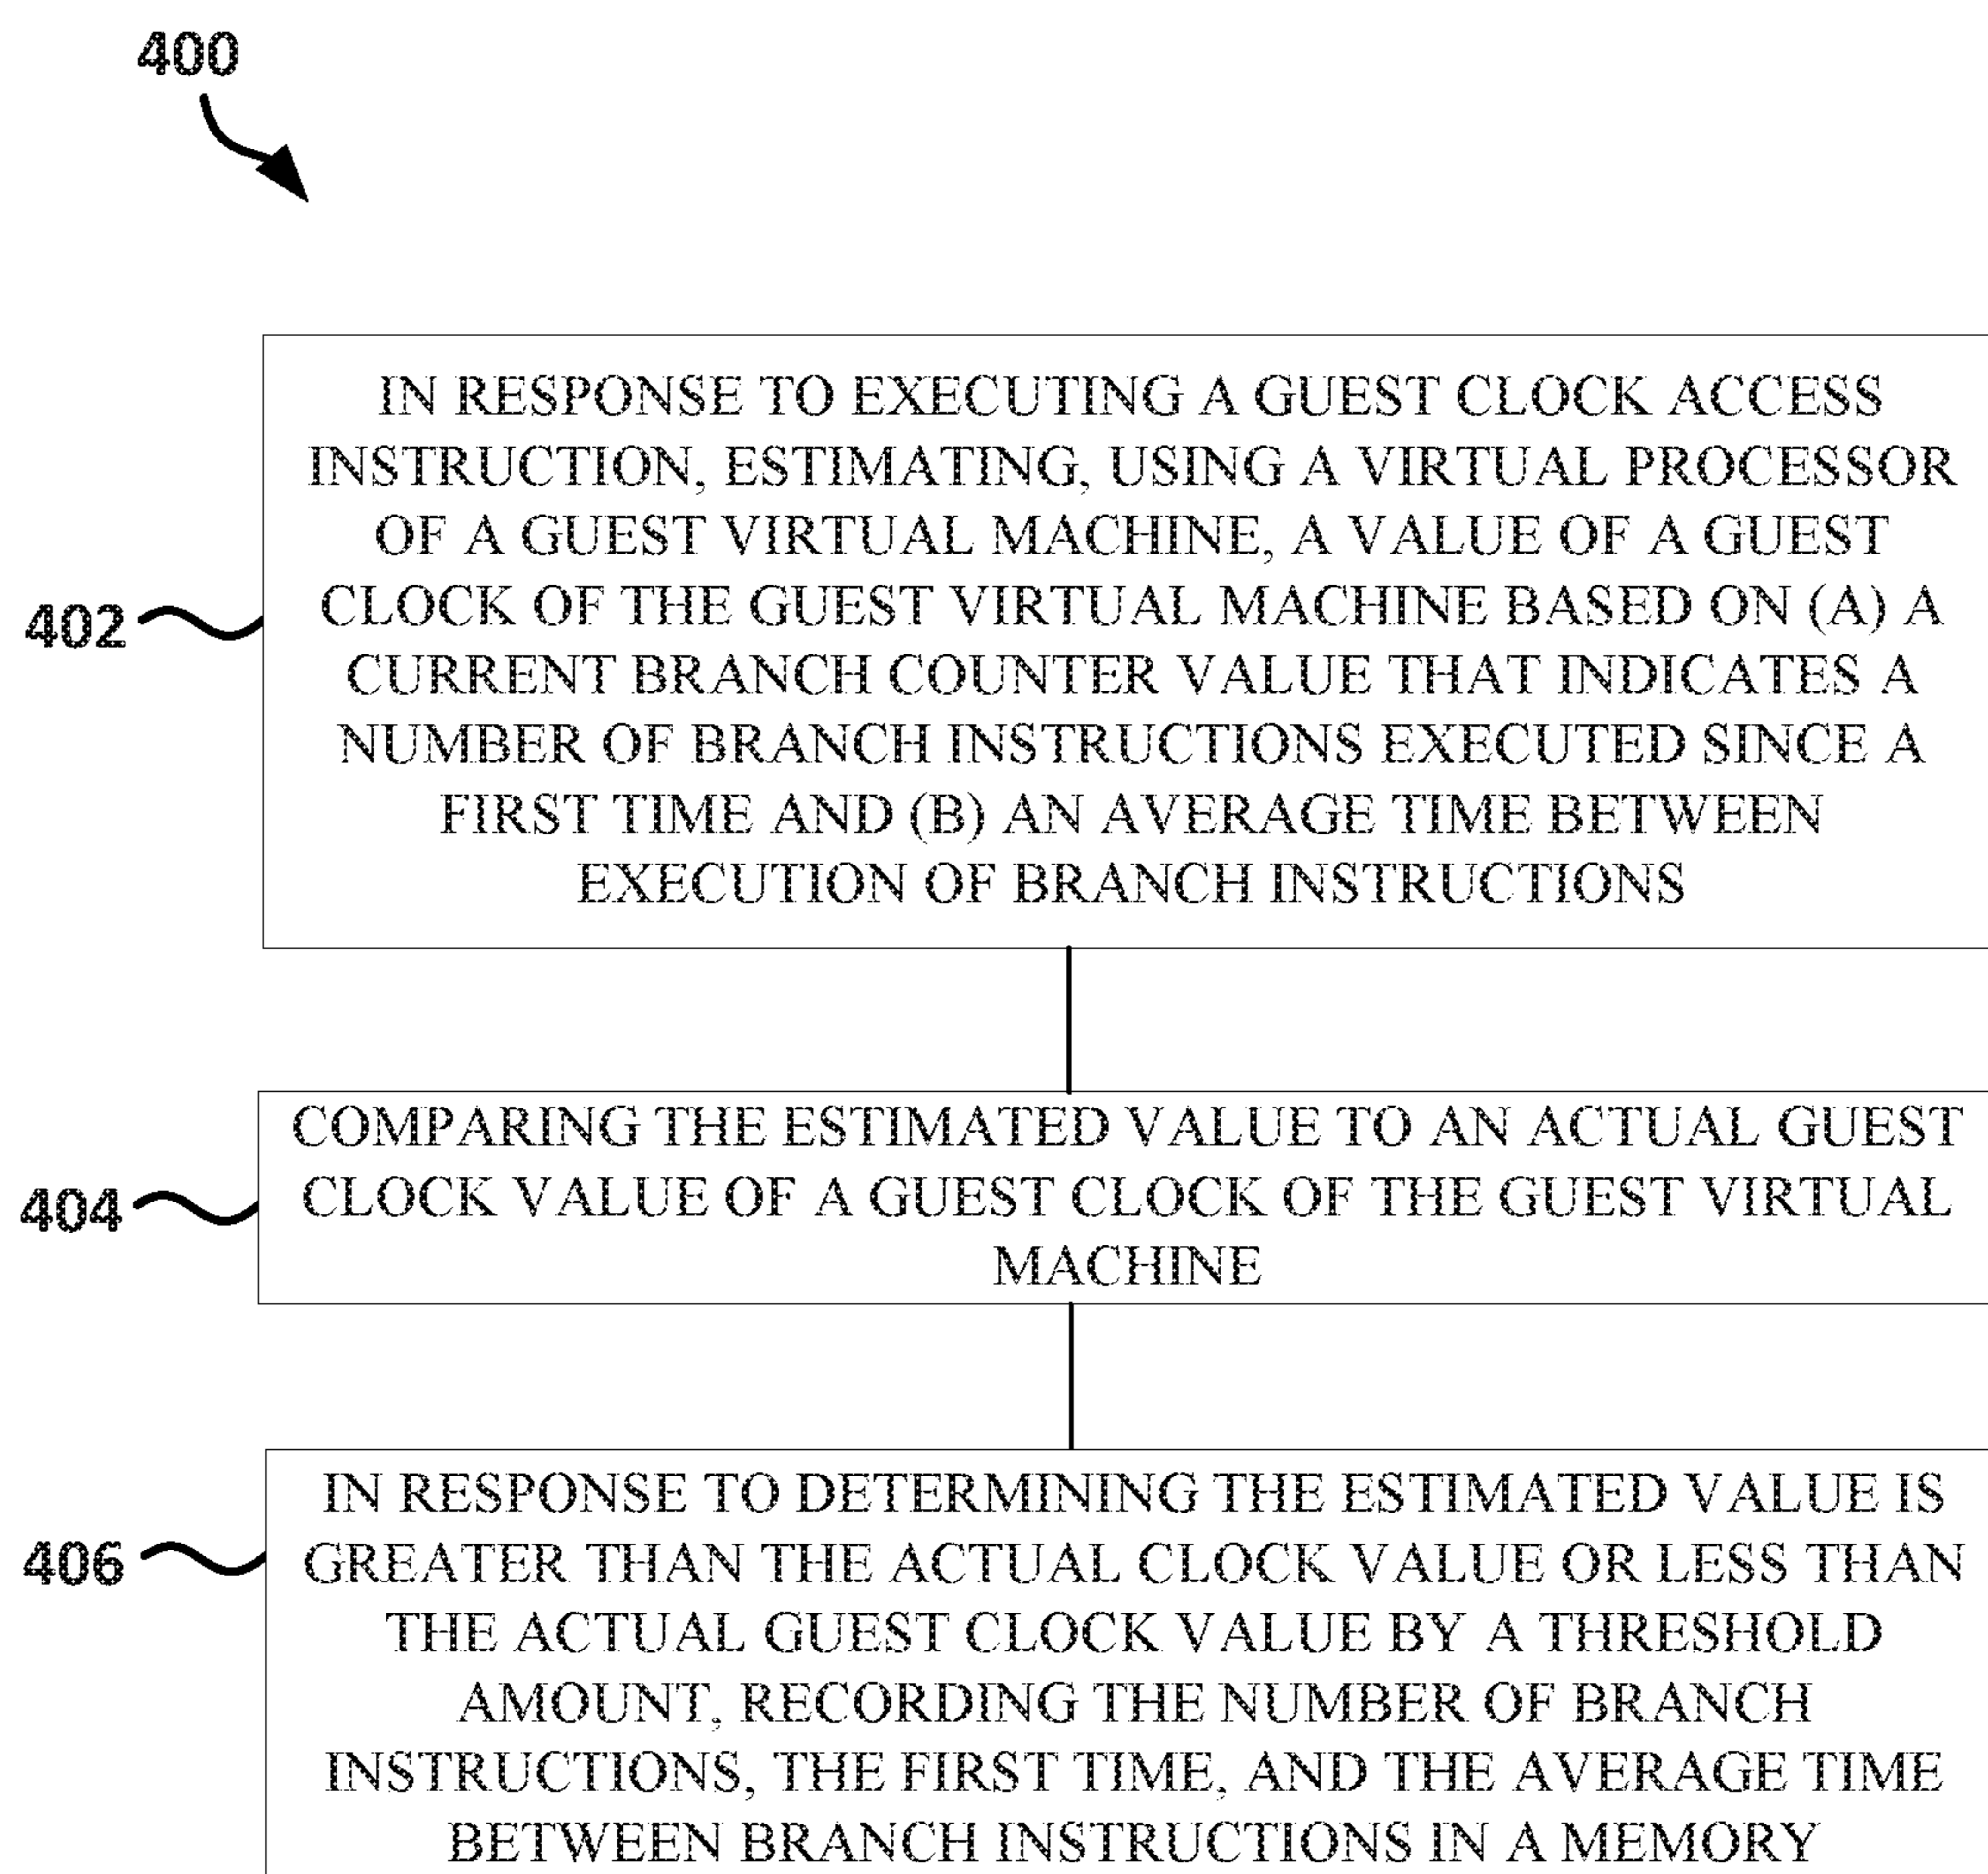 400
IN RESPONSE TO EXECUTING A GUEST CLOCK ACCESS
INSTRUCTION, ESTIMATING, USING A VIRTUAL PROCESSOR
OF A GUEST VIRTUAL MACHINE, A VALUE OF A GUEST
CLOCK OF THE GUEST VIRTUAL MACHINE BASED ON (A) A
CURRENT BRANCH COUNTER VALUE THAT INDICATES A
NUMBER OF BRANCH INSTRUCTIONS EXECUTED SINCE A
FIRST TIME AND (B) AN AVERAGE TIME BETWEEN
EXECUTION OF BRANCH INSTRUCTIONS
402
COMPARING THE ESTIMATED VALUE TO AN ACTUAL GUEST
CLOCK VALUE OF A GUEST CLOCK OF THE GUEST VIRTUAL
MACHINE
404
IN RESPONSE TO DETERMINING THE ESTIMATED VALUE IS
GREATER THAN THE ACTUAL CLOCK VALUE OR LESS THAN
THE ACTUAL GUEST CLOCK VALUE BY A THRESHOLD
AMOUNT, RECORDING THE NUMBER OF BRANCH
INSTRUCTIONS, THE FIRST TIME, AND THE AVERAGE TIME
BETWEEN BRANCH INSTRUCTIONS IN A MEMORY
406